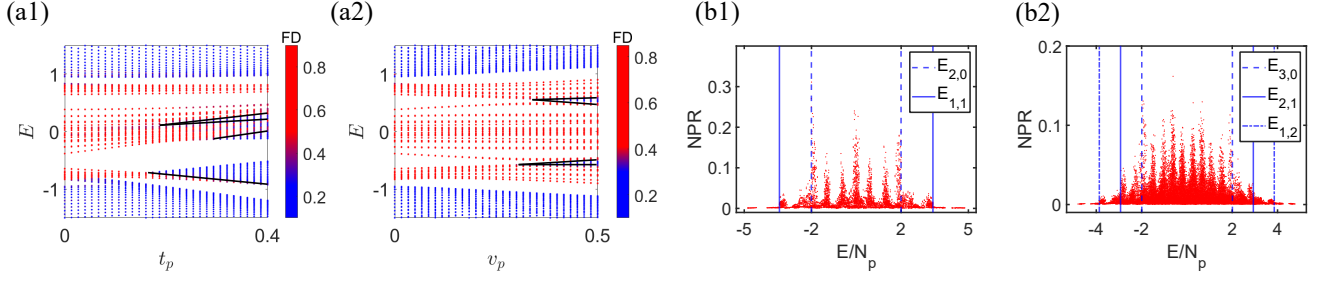 (a1)
FD
E
1
0
-1
0
0.4
t_p
0.8
0.6
0.4
0.2
(a2)
FD
E
1
0
-1
0
0.5
v_p
0.8
0.6
0.4
0.2
(b1)
NPR
0.4
0.3
0.2
0.1
0
-5
-2
2
5
E/N_p
E_{2,0}
E_{1,1}
(b2)
NPR
0.2
0.1
0
-4
-2
2
4
E/N_p
E_{3,0}
E_{2,1}
E_{1,2}